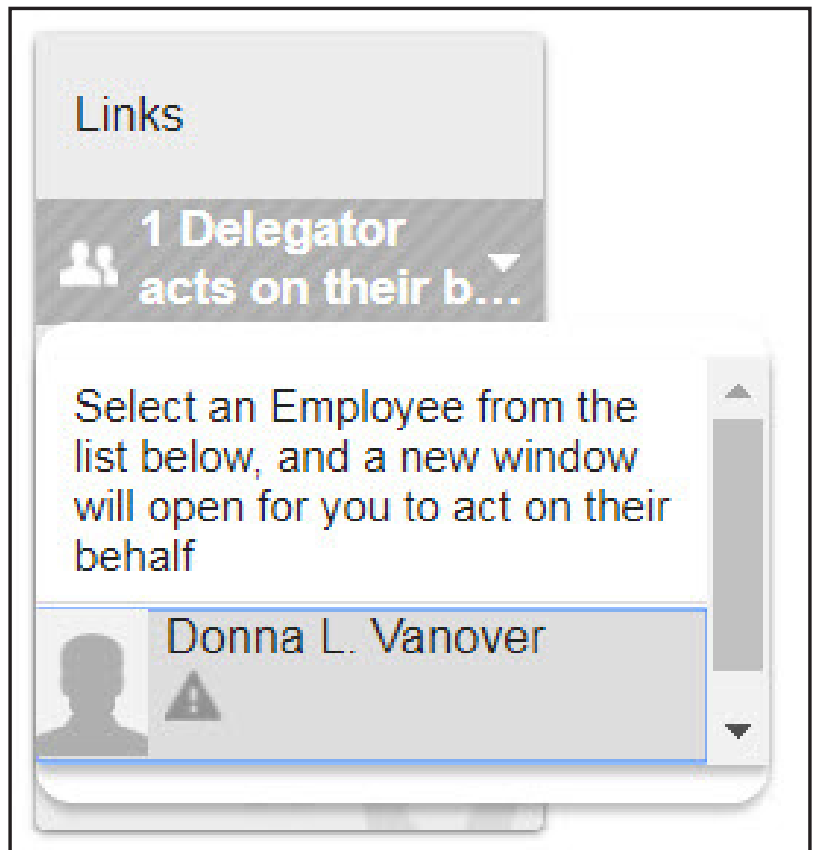 Links
1 Delegator
acts on their b...
Select an Employee from the
list below, and a new window
will open for you to act on their
behalf
Donna L. Vanover